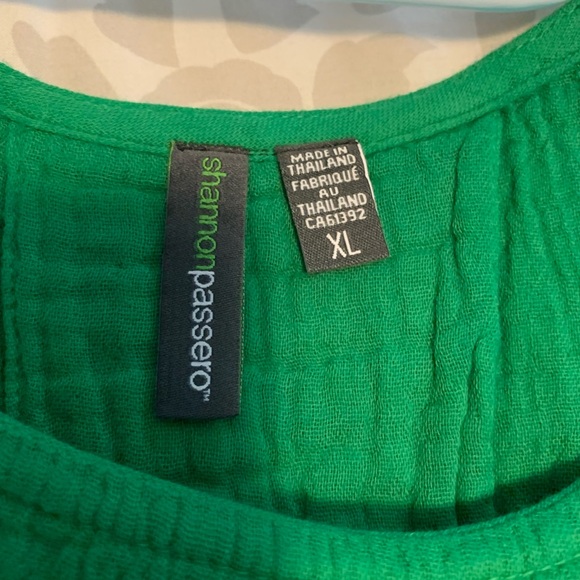 shannonpassero™
MADE IN
THAILAND
FABRIQUÉ
AU
THAILAND
CA61392
XL